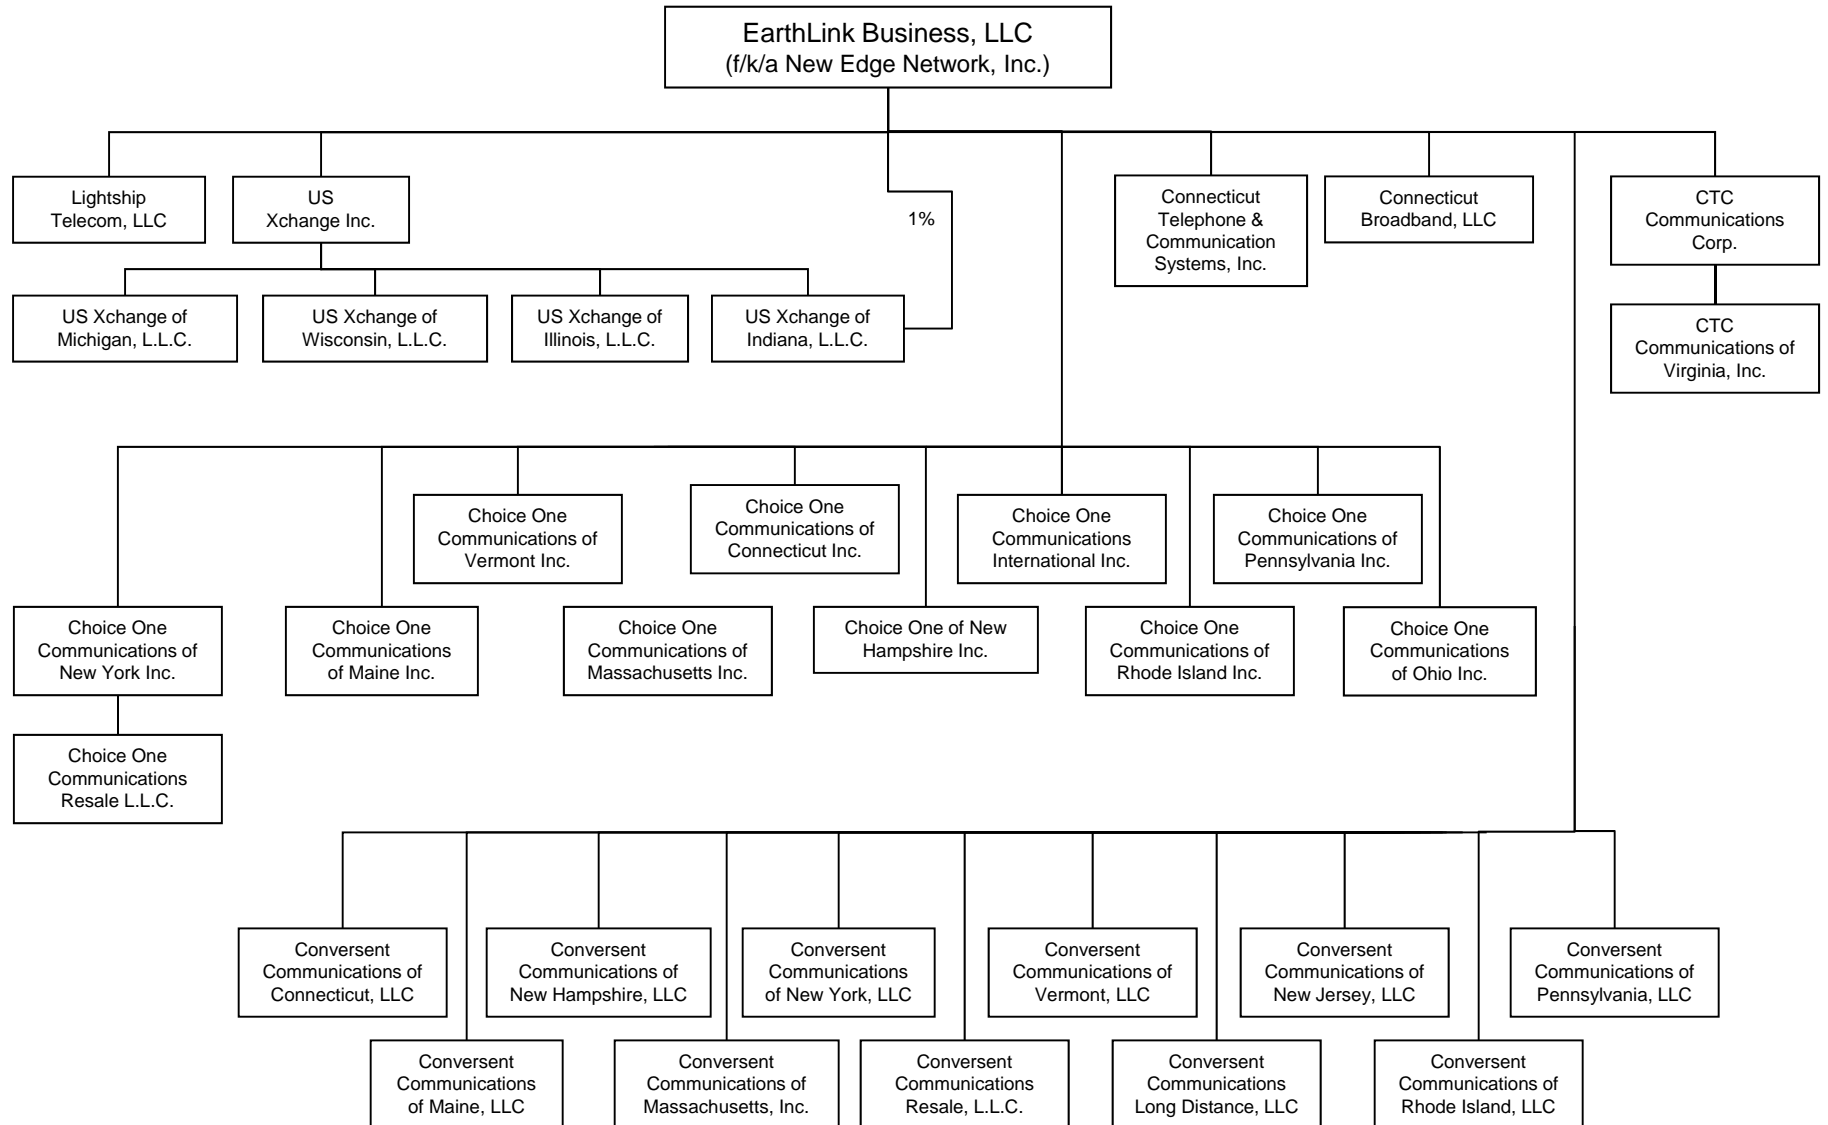 EarthLink Business, LLC
(f/k/a New Edge Network, Inc.)
Lightship
Telecom, LLC
US
Xchange Inc.
1%
Connecticut
Telephone &
Communication
Systems, Inc.
Connecticut
Broadband, LLC
CTC
Communications
Corp.
US Xchange of
Michigan, L.L.C.
US Xchange of
Wisconsin, L.L.C.
US Xchange of
Illinois, L.L.C.
US Xchange of
Indiana, L.L.C.
CTC
Communications of
Virginia, Inc.
Choice One
Communications of
Vermont Inc.
Choice One
Communications of
Connecticut Inc.
Choice One
Communications
International Inc.
Choice One
Communications of
Pennsylvania Inc.
Choice One
Communications of
New York Inc.
Choice One
Communications
of Maine Inc.
Choice One
Communications of
Massachusetts Inc.
Choice One of New
Hampshire Inc.
Choice One
Communications of
Rhode Island Inc.
Choice One
Communications
of Ohio Inc.
Choice One
Communications
Resale L.L.C.
Conversent
Communications of
Connecticut, LLC
Conversent
Communications of
New Hampshire, LLC
Conversent
Communications
of New York, LLC
Conversent
Communications of
Vermont, LLC
Conversent
Communications of
New Jersey, LLC
Conversent
Communications of
Pennsylvania, LLC
Conversent
Communications
of Maine, LLC
Conversent
Communications of
Massachusetts, Inc.
Conversent
Communications
Resale, L.L.C.
Conversent
Communications
Long Distance, LLC
Conversent
Communications of
Rhode Island, LLC